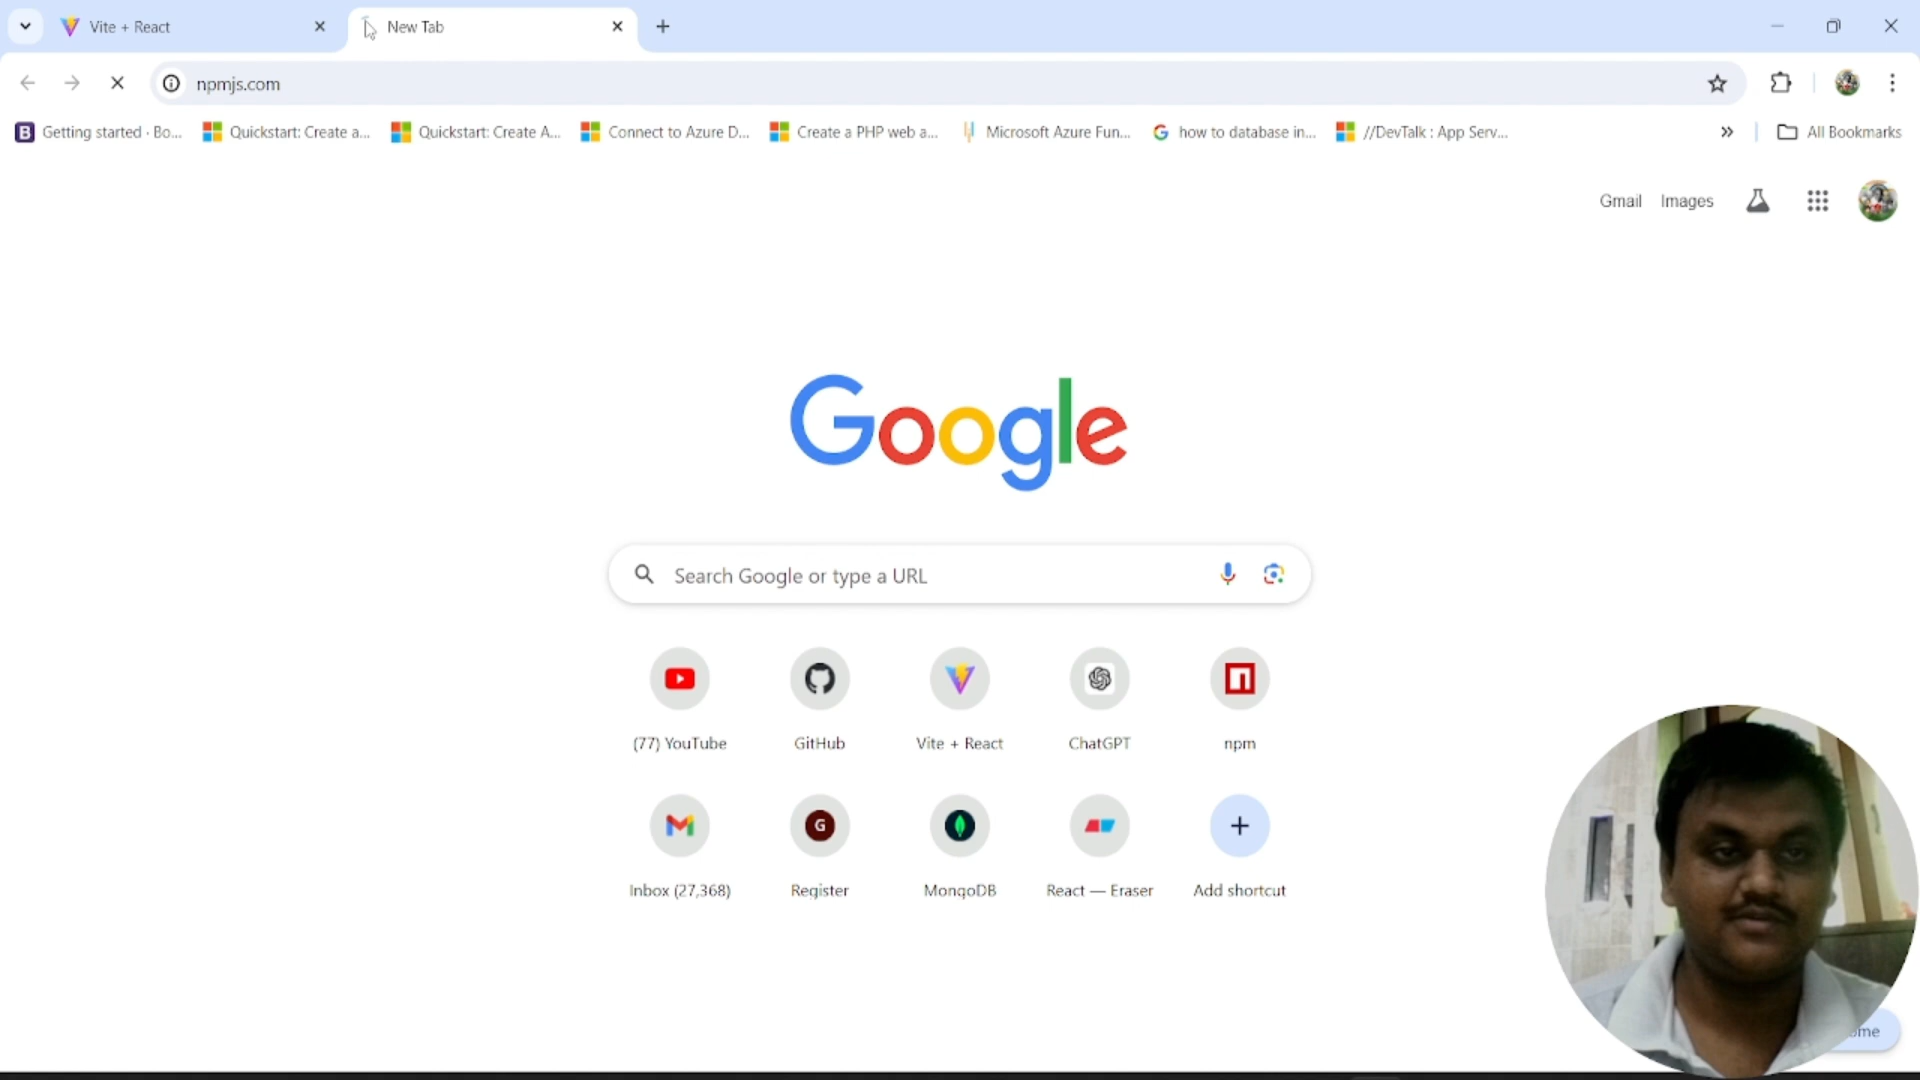 Vite + React
New Tab
npmjs.com
Getting started · Bo...
Quickstart: Create a...
Quickstart: Create A...
Connect to Azure D...
Create a PHP web a...
Microsoft Azure Fun...
how to database in...
//DevTalk : App Serv...
All Bookmarks
Gmail
Images
Google
Search Google or type a URL
(77) YouTube
GitHub
Vite + React
ChatGPT
npm
Inbox (27,368)
Register
MongoDB
React — Eraser
Add shortcut